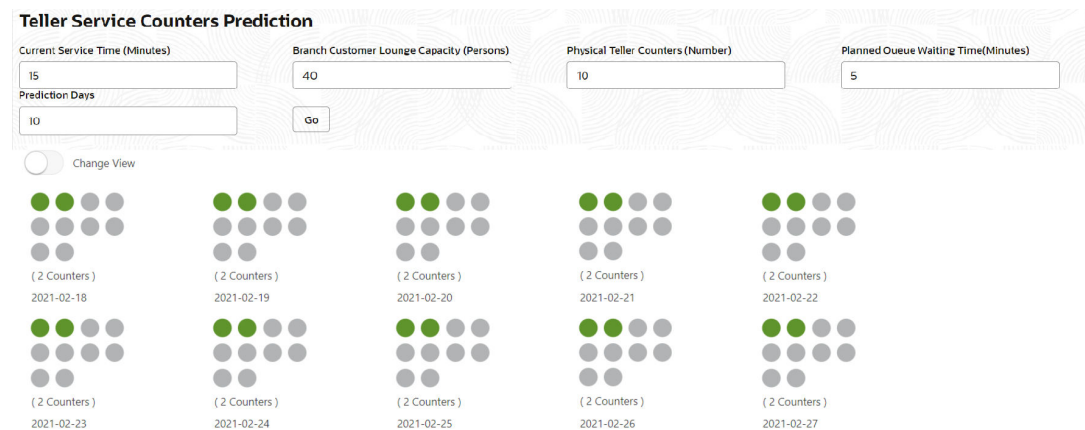 Teller Service Counters Prediction
Current Service Time (Minutes) Branch Customer Lounge Capacity (Persons) Physical Teller Counters (Number) Planned Queue Waiting Time(Minutes)
15 40 10 5
Prediction Days
10 Go
Change View
( 2 Counters ) ( 2 Counters ) ( 2 Counters ) ( 2 Counters ) ( 2 Counters )
2021-02-18 2021-02-19 2021-02-20 2021-02-21 2021-02-22
( 2 Counters ) ( 2 Counters ) ( 2 Counters ) ( 2 Counters ) ( 2 Counters )
2021-02-23 2021-02-24 2021-02-25 2021-02-26 2021-02-27